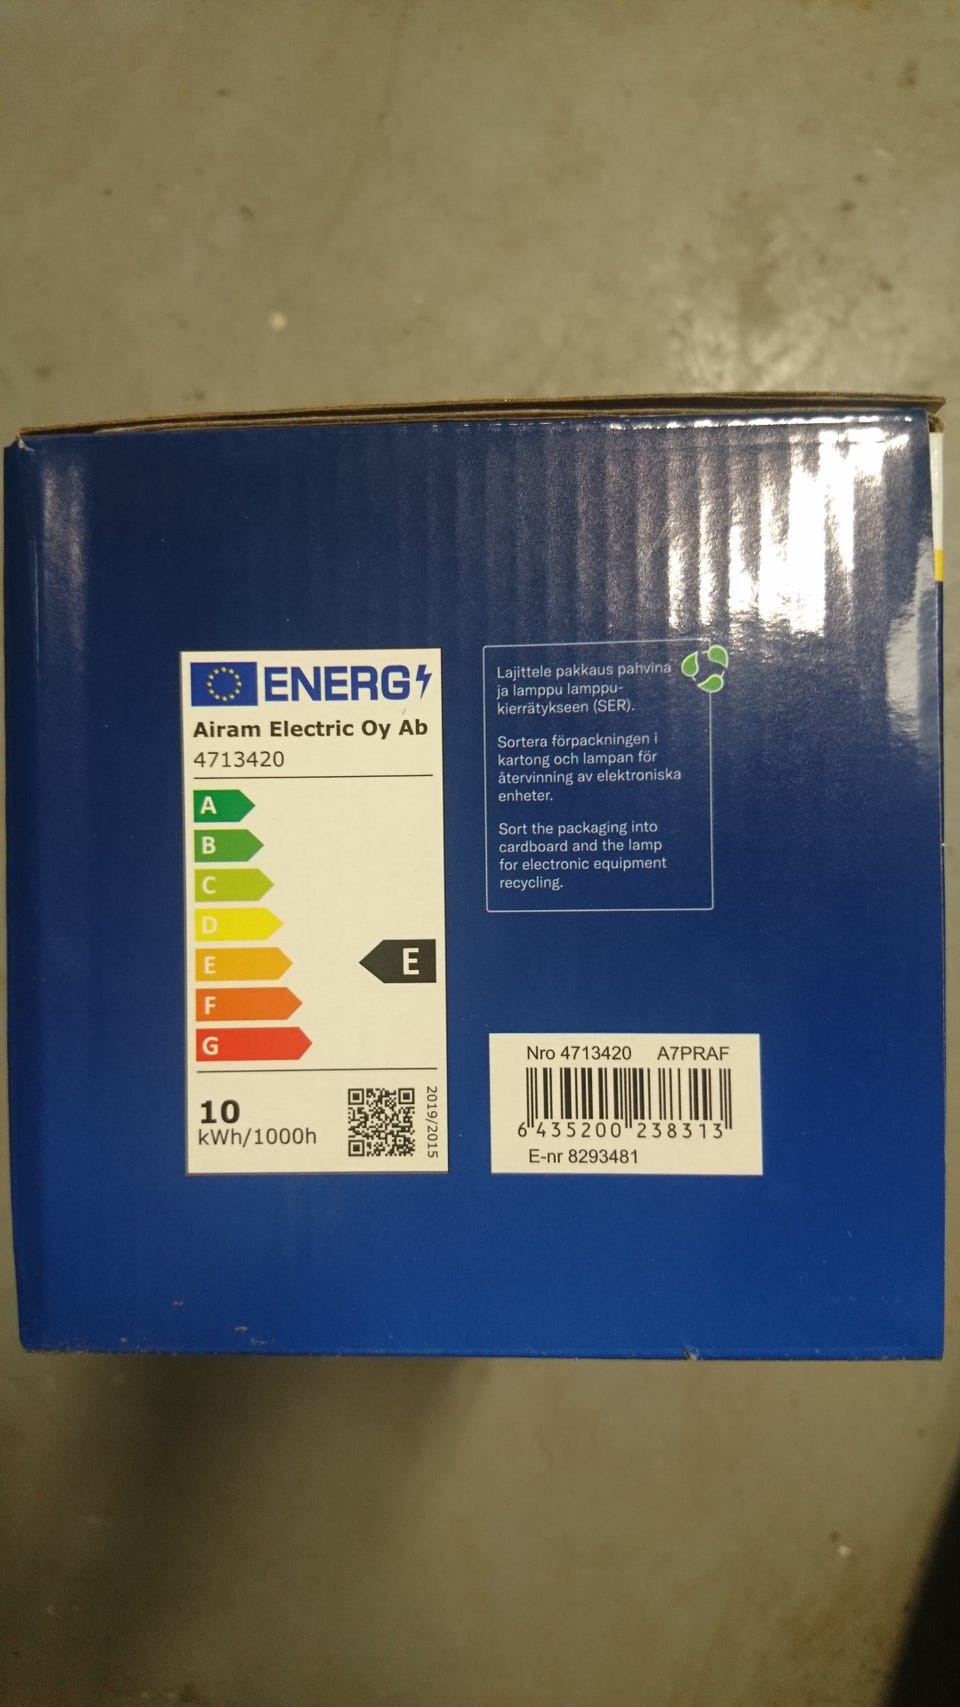 ENERG
Airam Electric Oy Ab
4713420
A
B
C
D
E
E
F
G
10
kWh/1000h
2019/2015
Lajittele pakkaus pahvina
ja lamppu lamppu-
kierrätykseen (SER).
Sortera förpackningen i
kartong och lampan för
återvinning av elektroniska
enheter.
Sort the packaging into
cardboard and the lamp
for electronic equipment
recycling.
Nro 4713420 A7PRAF
6 435200 238313
E-nr 8293481